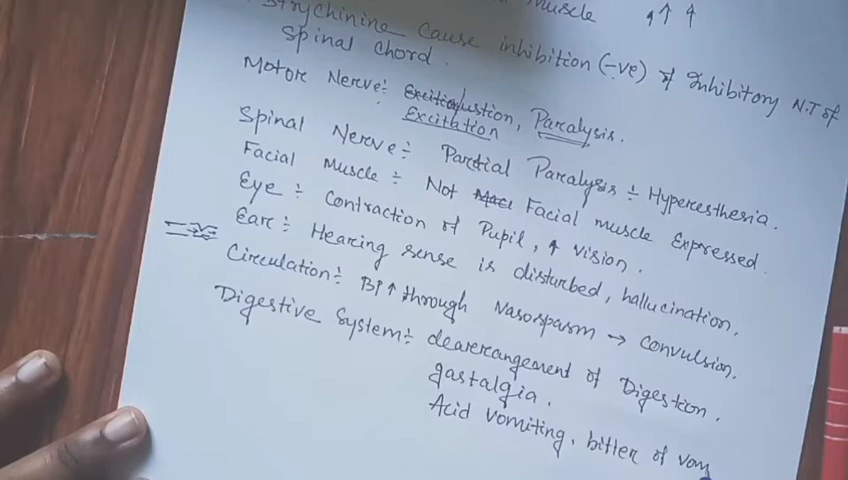 Muscle ↑ ↑ ↑
Strychinine cause inhibition (-ve) of Inhibitory N.T of
Spinal chord.
Motor Nerve÷ Exhaustion, Paralysis.
Excitation
Spinal Nerve÷ Partial Paralysis ÷ Hyperesthesia.
Facial Muscle ÷ Not Facial muscle Expressed.
Eye ÷ Contraction of Pupil, ↑ vision.
Ear÷ Hearing sense is disturbed, hallucination.
Circulation÷ BP↑ through Vasospasm → convulsion.
Digestive System÷ dearerangement of Digestion.
gastalgia.
Acid vomiting, bitter of vom